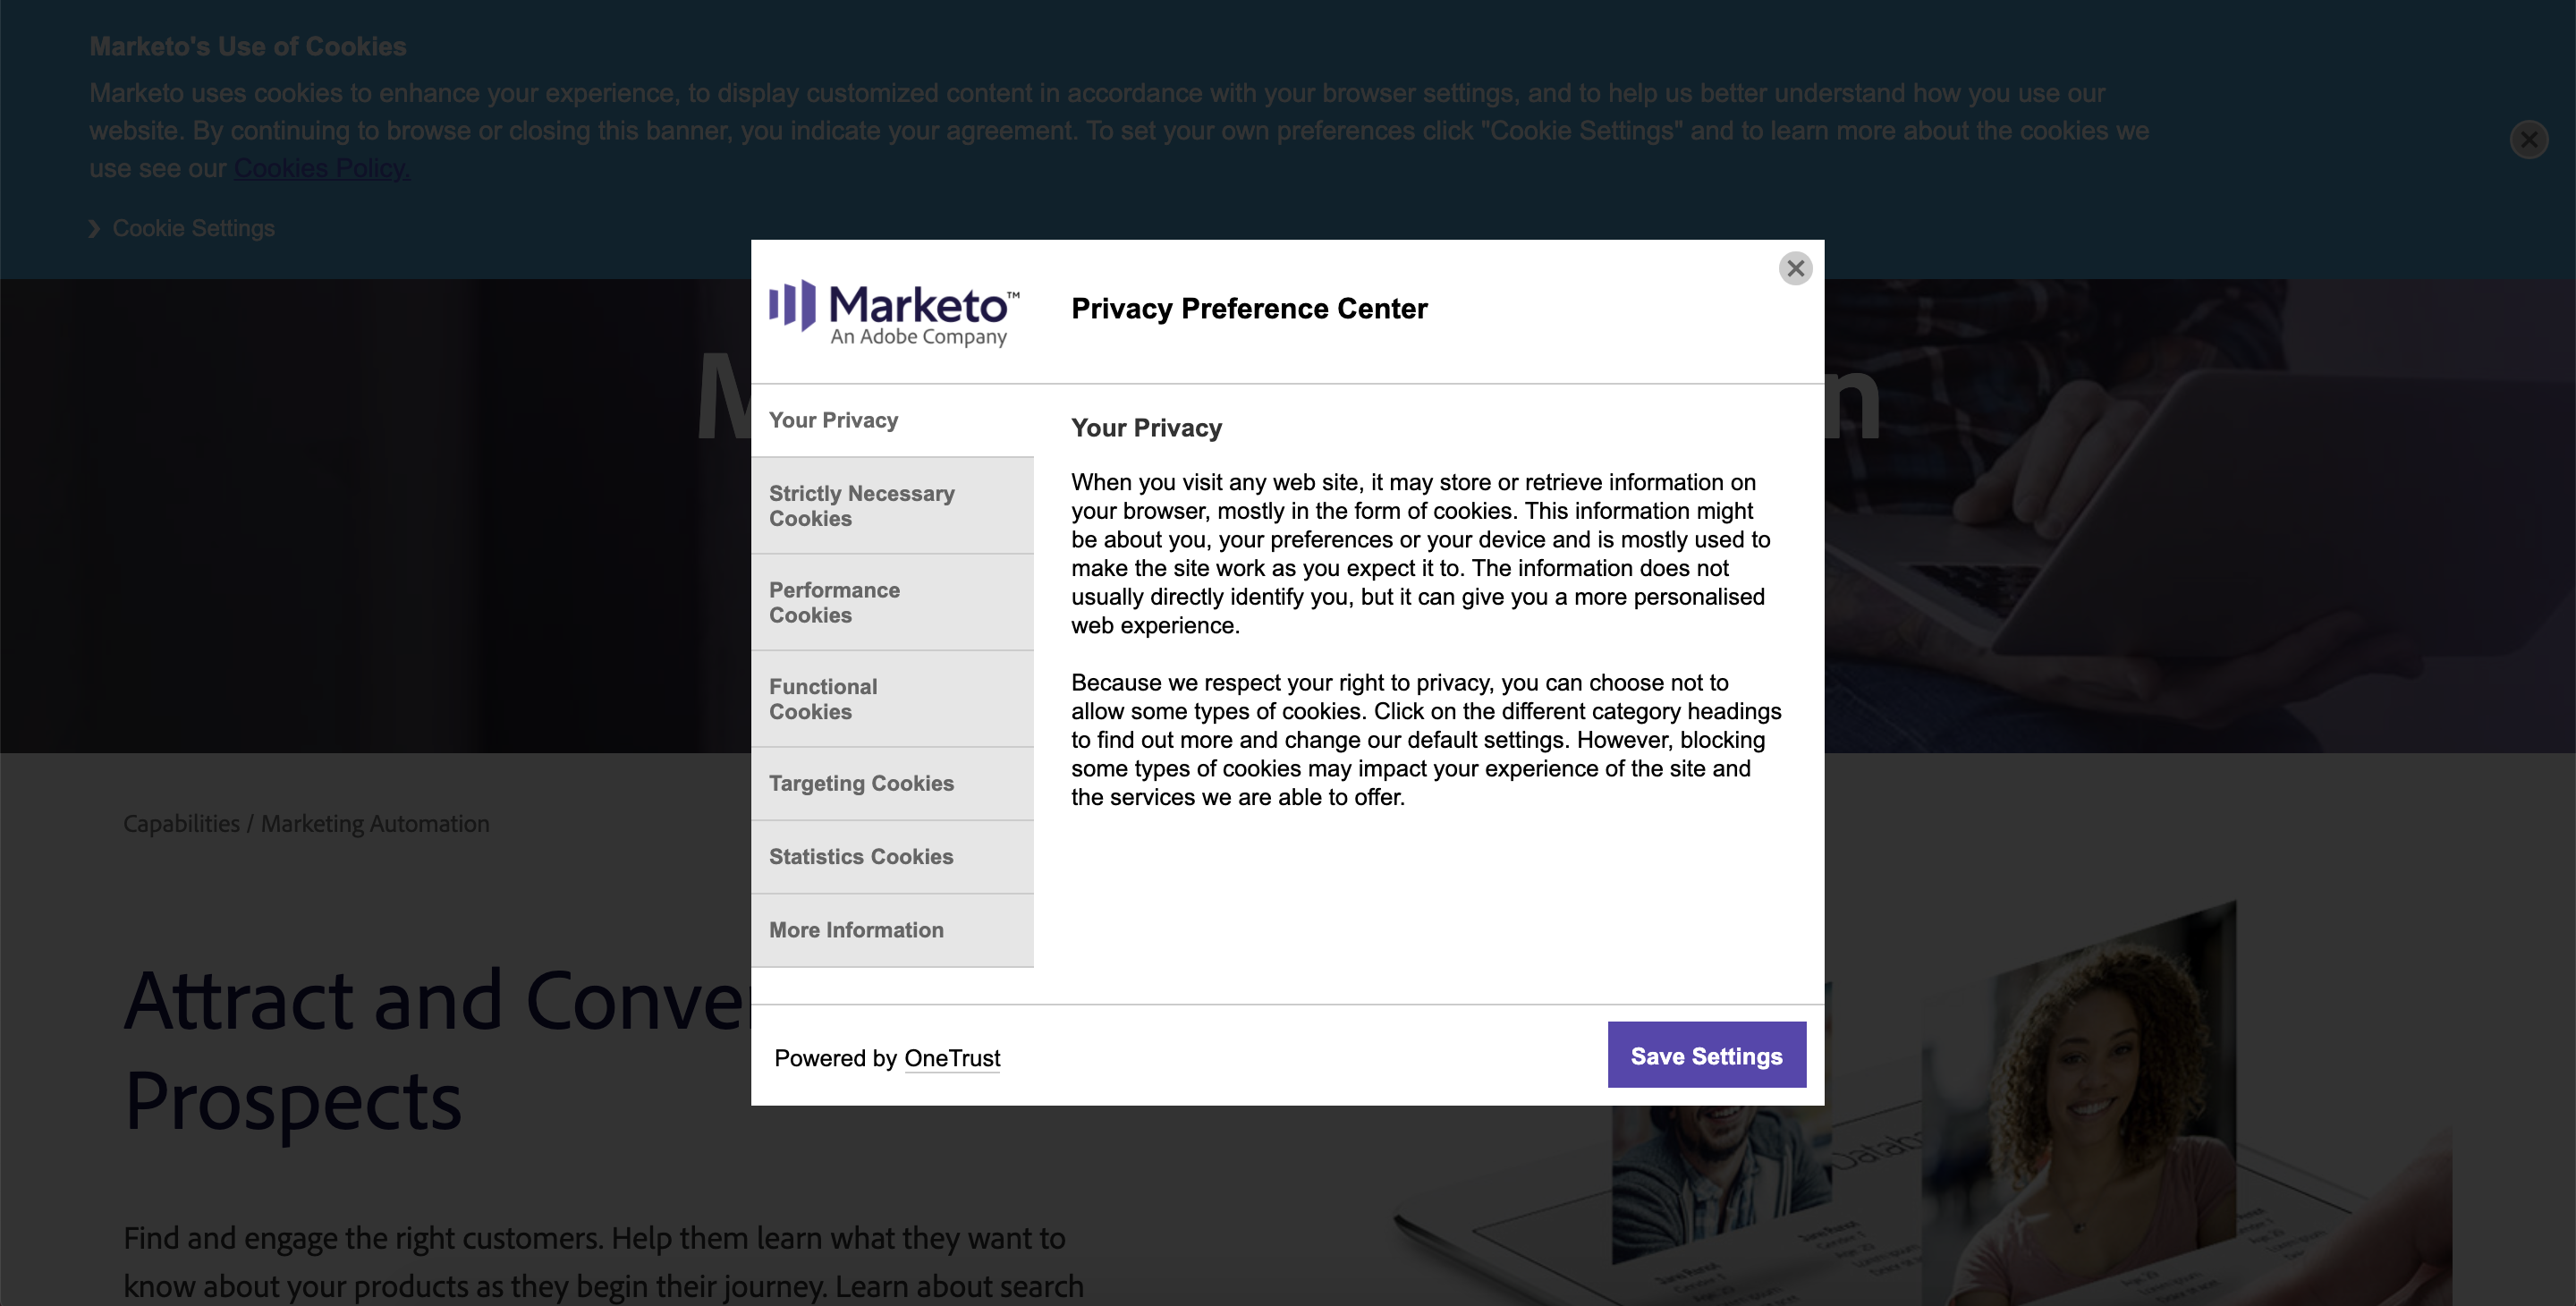 Marketo's Use of Cookies
Marketo uses cookies to enhance your experience, to display customized content in accordance with your browser settings, and to help us better understand how you use our
website. By continuing to browse or closing this banner, you indicate your agreement. To set your own preferences click "Cookie Settings" and to learn more about the cookies we
use see our Cookies Policy.
Cookie Settings
Marketo™
An Adobe Company
Privacy Preference Center
Your Privacy
Strictly Necessary
Cookies
Performance
Cookies
Functional
Cookies
Targeting Cookies
Statistics Cookies
More Information
Your Privacy
When you visit any web site, it may store or retrieve information on
your browser, mostly in the form of cookies. This information might
be about you, your preferences or your device and is mostly used to
make the site work as you expect it to. The information does not
usually directly identify you, but it can give you a more personalised
web experience.
Because we respect your right to privacy, you can choose not to
allow some types of cookies. Click on the different category headings
to find out more and change our default settings. However, blocking
some types of cookies may impact your experience of the site and
the services we are able to offer.
Powered by OneTrust
Save Settings
Capabilities / Marketing Automation
Attract and
Prospects
Find and engage the right customers. Help them learn what they want to
know about your products as they begin their journey. Learn about search